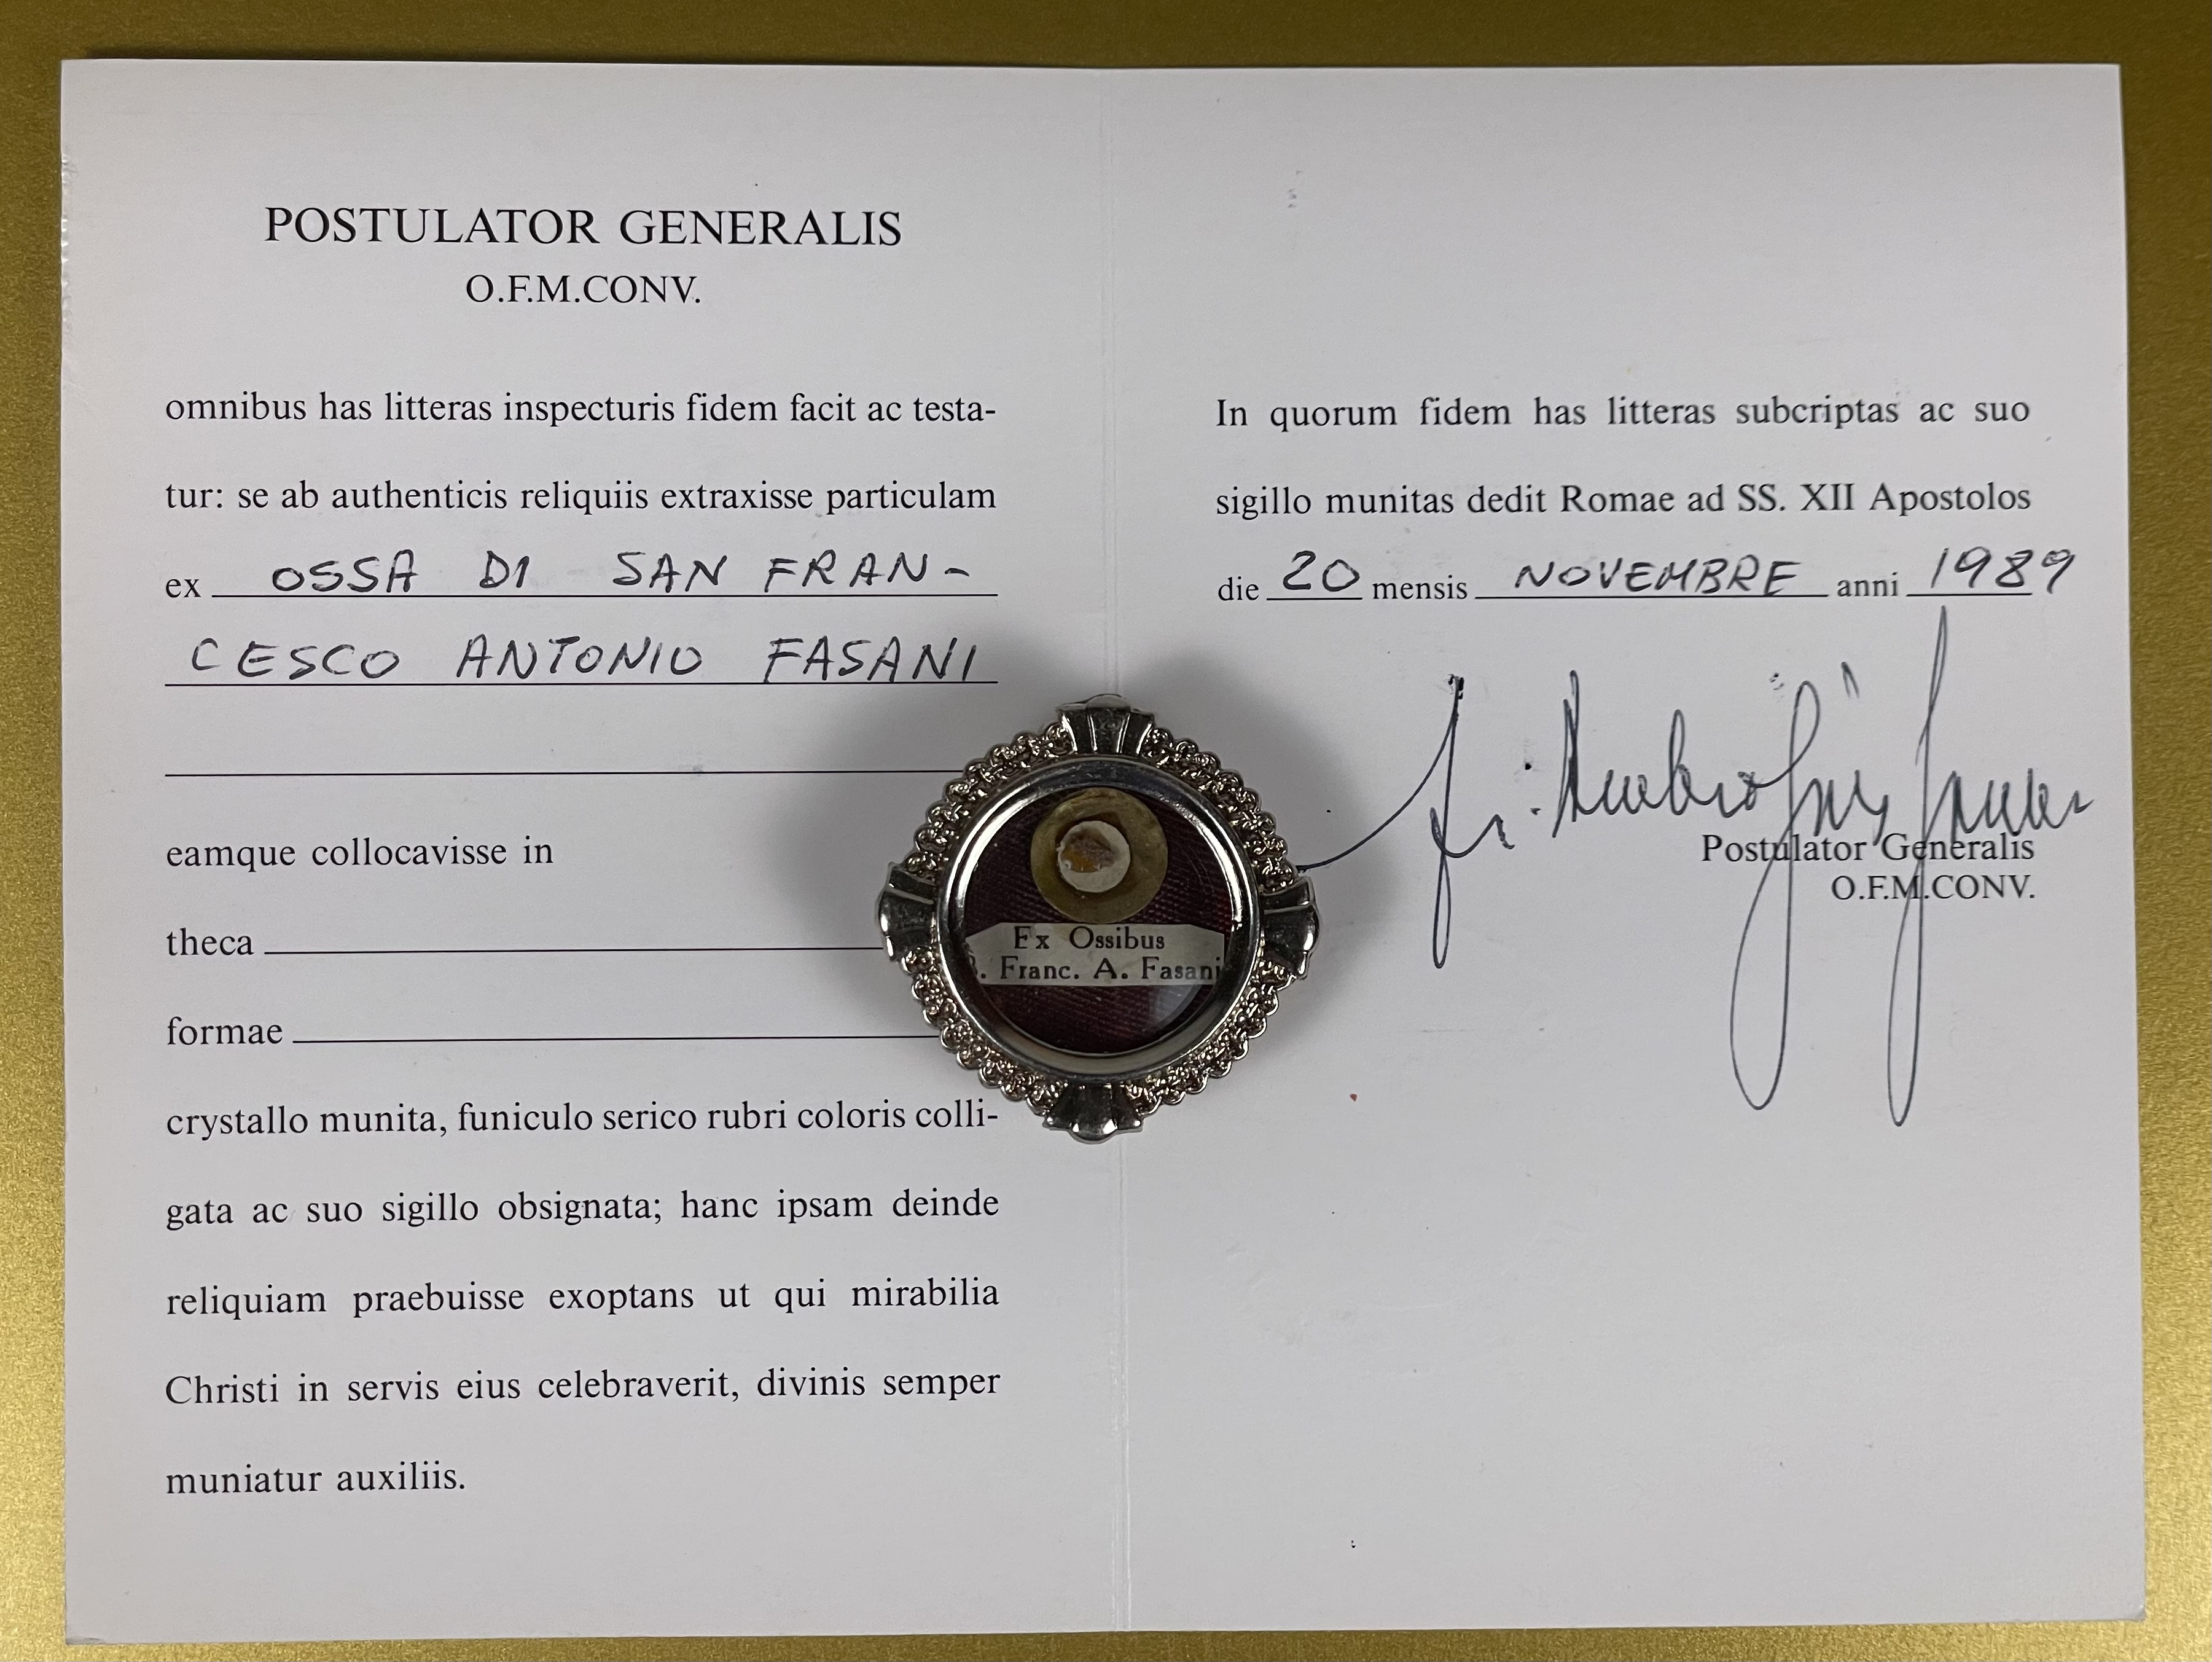 POSTULATOR GENERALIS
O.F.M.CONV.
omnibus has litteras inspecturis fidem facit ac testa-
tur: se ab authenticis reliquiis extraxisse particulam
ex OSSA DI SAN FRAN-
CESCO ANTONIO FASANI
eamque collocavisse in
theca
formae
crystallo munita, funiculo serico rubri coloris colli-
gata ac suo sigillo obsignata; hanc ipsam deinde
reliquiam praebuisse exoptans ut qui mirabilia
Christi in servis eius celebraverit, divinis semper
muniatur auxiliis.
Ex Ossibus
. Franc. A. Fasani
In quorum fidem has litteras subcriptas ac suo
sigillo munitas dedit Romae ad SS. XII Apostolos
die 20 mensis NOVEMBRE anni 1989
fr.
Postulator Generalis
O.F.M.CONV.